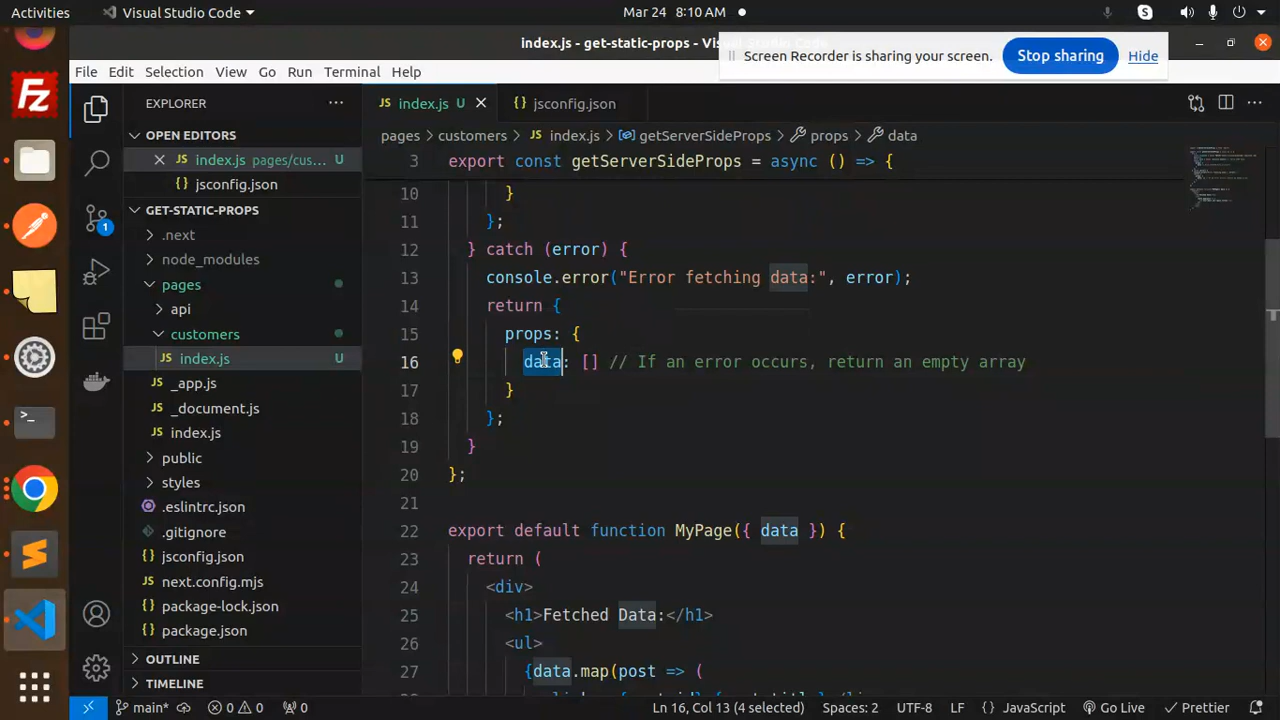 Activities
Visual Studio Code
Mar 24 8:10 AM
index.js - get-static-props - Vis
Screen Recorder is sharing your screen.
Stop sharing
Hide
File Edit Selection View Go Run Terminal Help
EXPLORER
index.js U
jsconfig.json
OPEN EDITORS
index.js pages/cus... U
jsconfig.json
GET-STATIC-PROPS
.next
node_modules
pages
api
customers
index.js U
_app.js
_document.js
index.js
public
styles
.eslintrc.json
.gitignore
jsconfig.json
next.config.mjs
package-lock.json
package.json
OUTLINE
TIMELINE
1
pages > customers > index.js > getServerSideProps > props > data
3 export const getServerSideProps = async () => {
10 }
11 };
12 } catch (error) {
13 console.error("Error fetching data:", error);
14 return {
15 props: {
16 data: [] // If an error occurs, return an empty array
17 }
18 };
19 }
20 };
21
22 export default function MyPage({ data }) {
23 return (
24 <div>
25 <h1>Fetched Data:</h1>
26 <ul>
27 {data.map(post => (
main* 0 0 0 Ln 16, Col 13 (4 selected) Spaces: 2 UTF-8 LF JavaScript Go Live Prettier